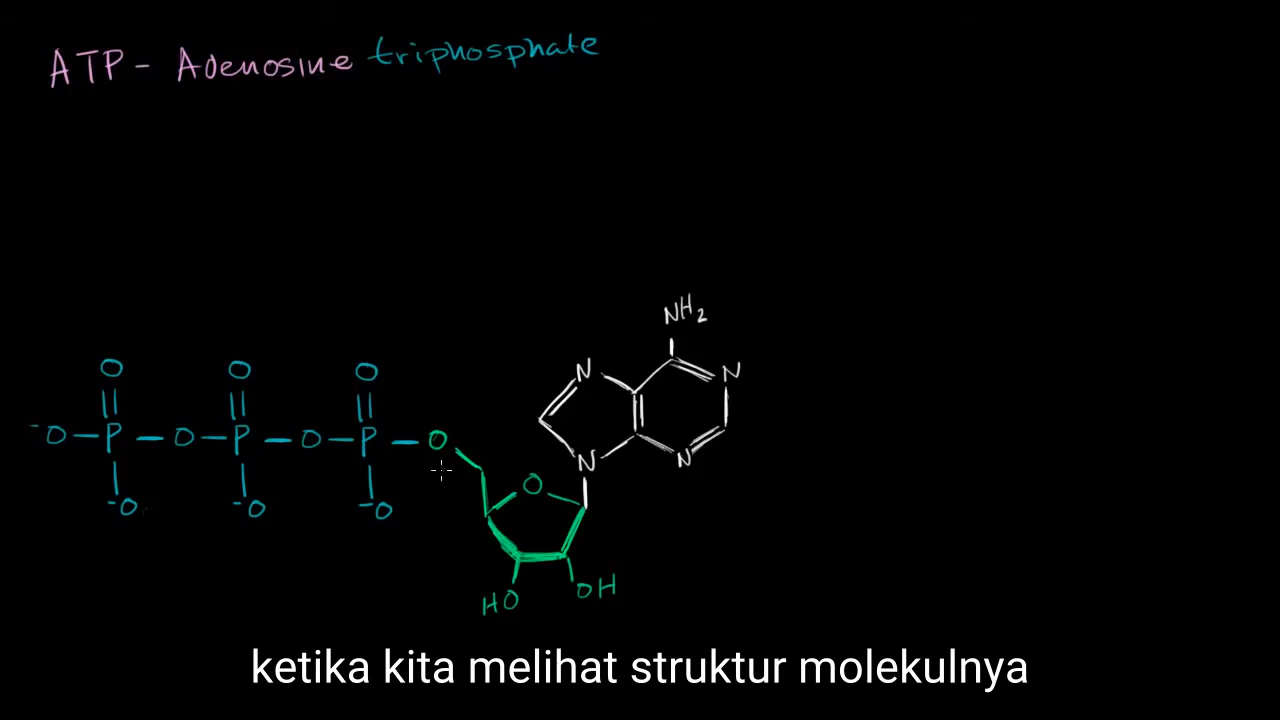 ATP - Adenosine triphosphate
NH2
O O O N N
-O P O P O P O N N
-O -O -O O
HO OH
ketika kita melihat struktur molekulnya